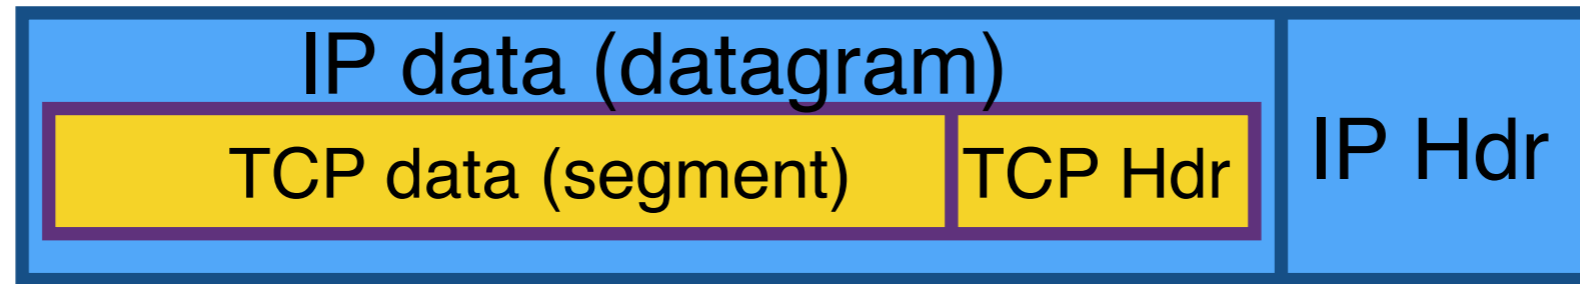 IP data (datagram)
TCP data (segment)
TCP Hdr
IP Hdr